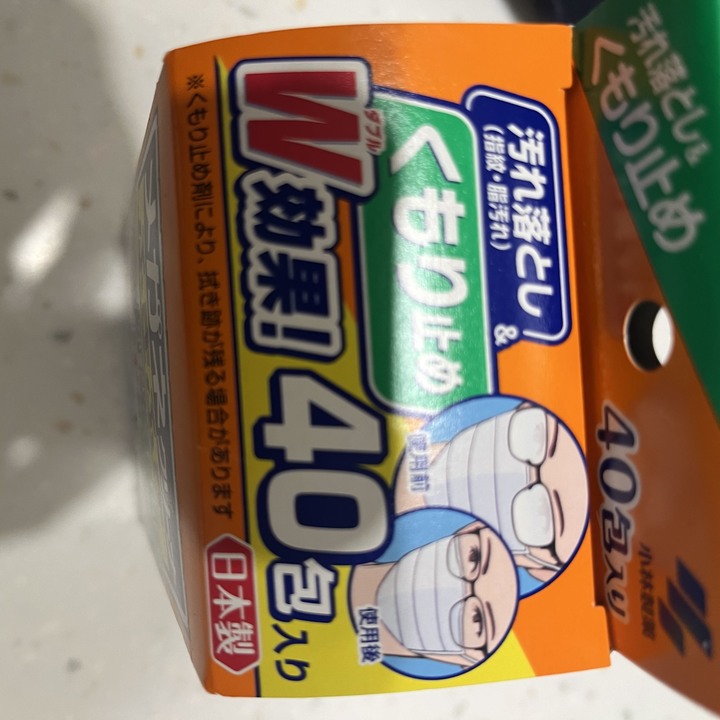 汚れ落とし&
(指紋・脂汚れ)
くもり止め
ダブル
W効果!40包入り
使用前
使用後
※くもり止め剤により、拭き跡が残る場合があります
日本製
汚れ落とし&
くもり止め
40包入り
小林製薬